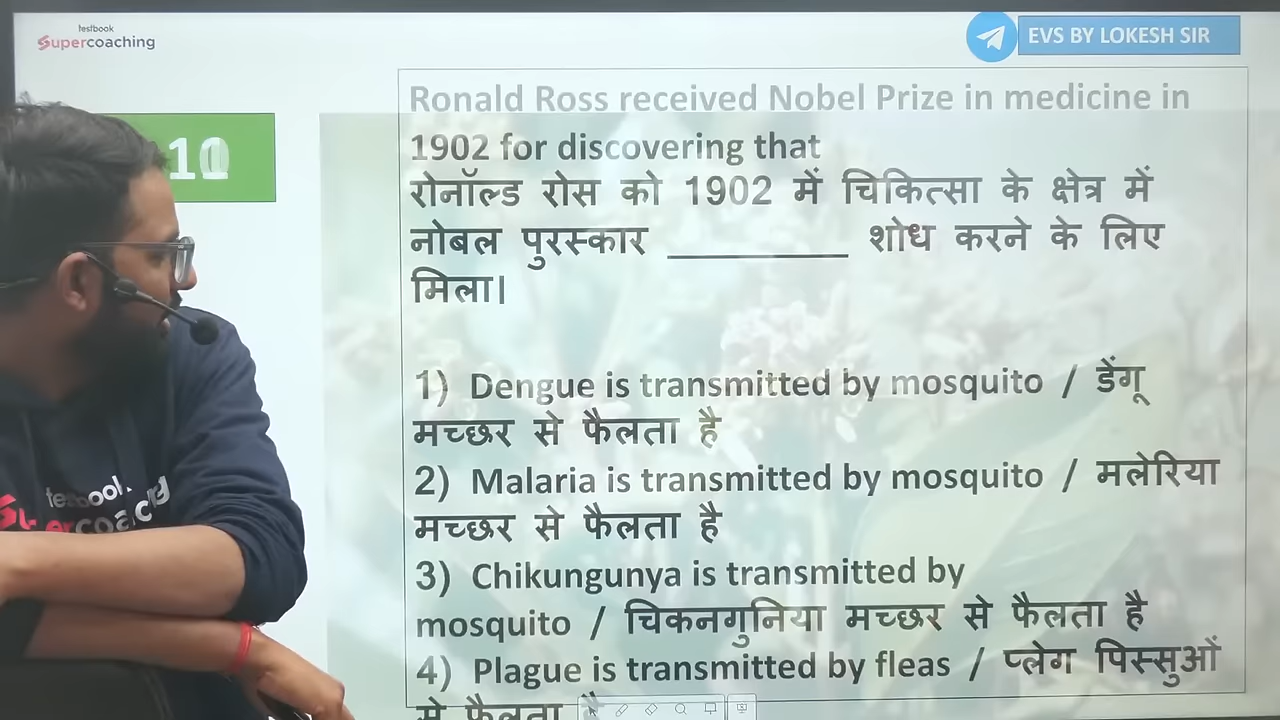 testbook
Supercoaching
EVS BY LOKESH SIR
Ronald Ross received Nobel Prize in medicine in
1902 for discovering that
रोनॉल्ड रोस को 1902 में चिकित्सा के क्षेत्र में
नोबल पुरस्कार __________ शोध करने के लिए
मिला।
1) Dengue is transmitted by mosquito / डेंगू
मच्छर से फैलता है
2) Malaria is transmitted by mosquito / मलेरिया
मच्छर से फैलता है
3) Chikungunya is transmitted by
mosquito / चिकनगुनिया मच्छर से फैलता है
4) Plague is transmitted by fleas / प्लेग पिस्सुओं
से फैलता है
testbook